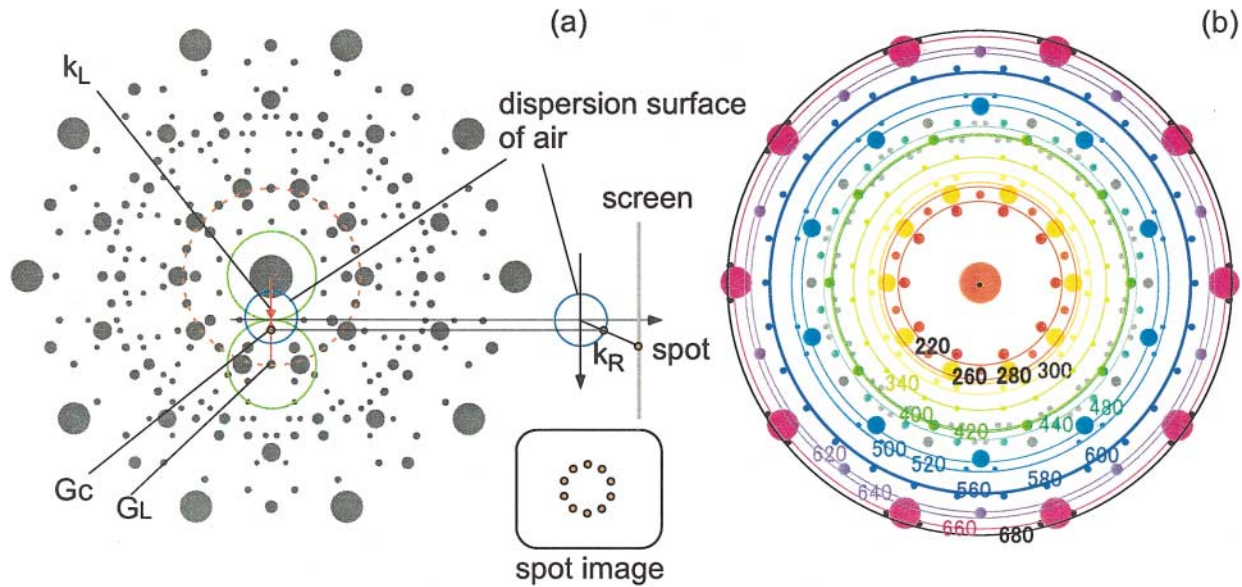 (a)
kL
dispersion surface
of air
screen
kR
spot
Gc
GL
spot image
(b)
220
260
280
300
340
400
420
440
480
500
520
560
580
600
620
640
660
680